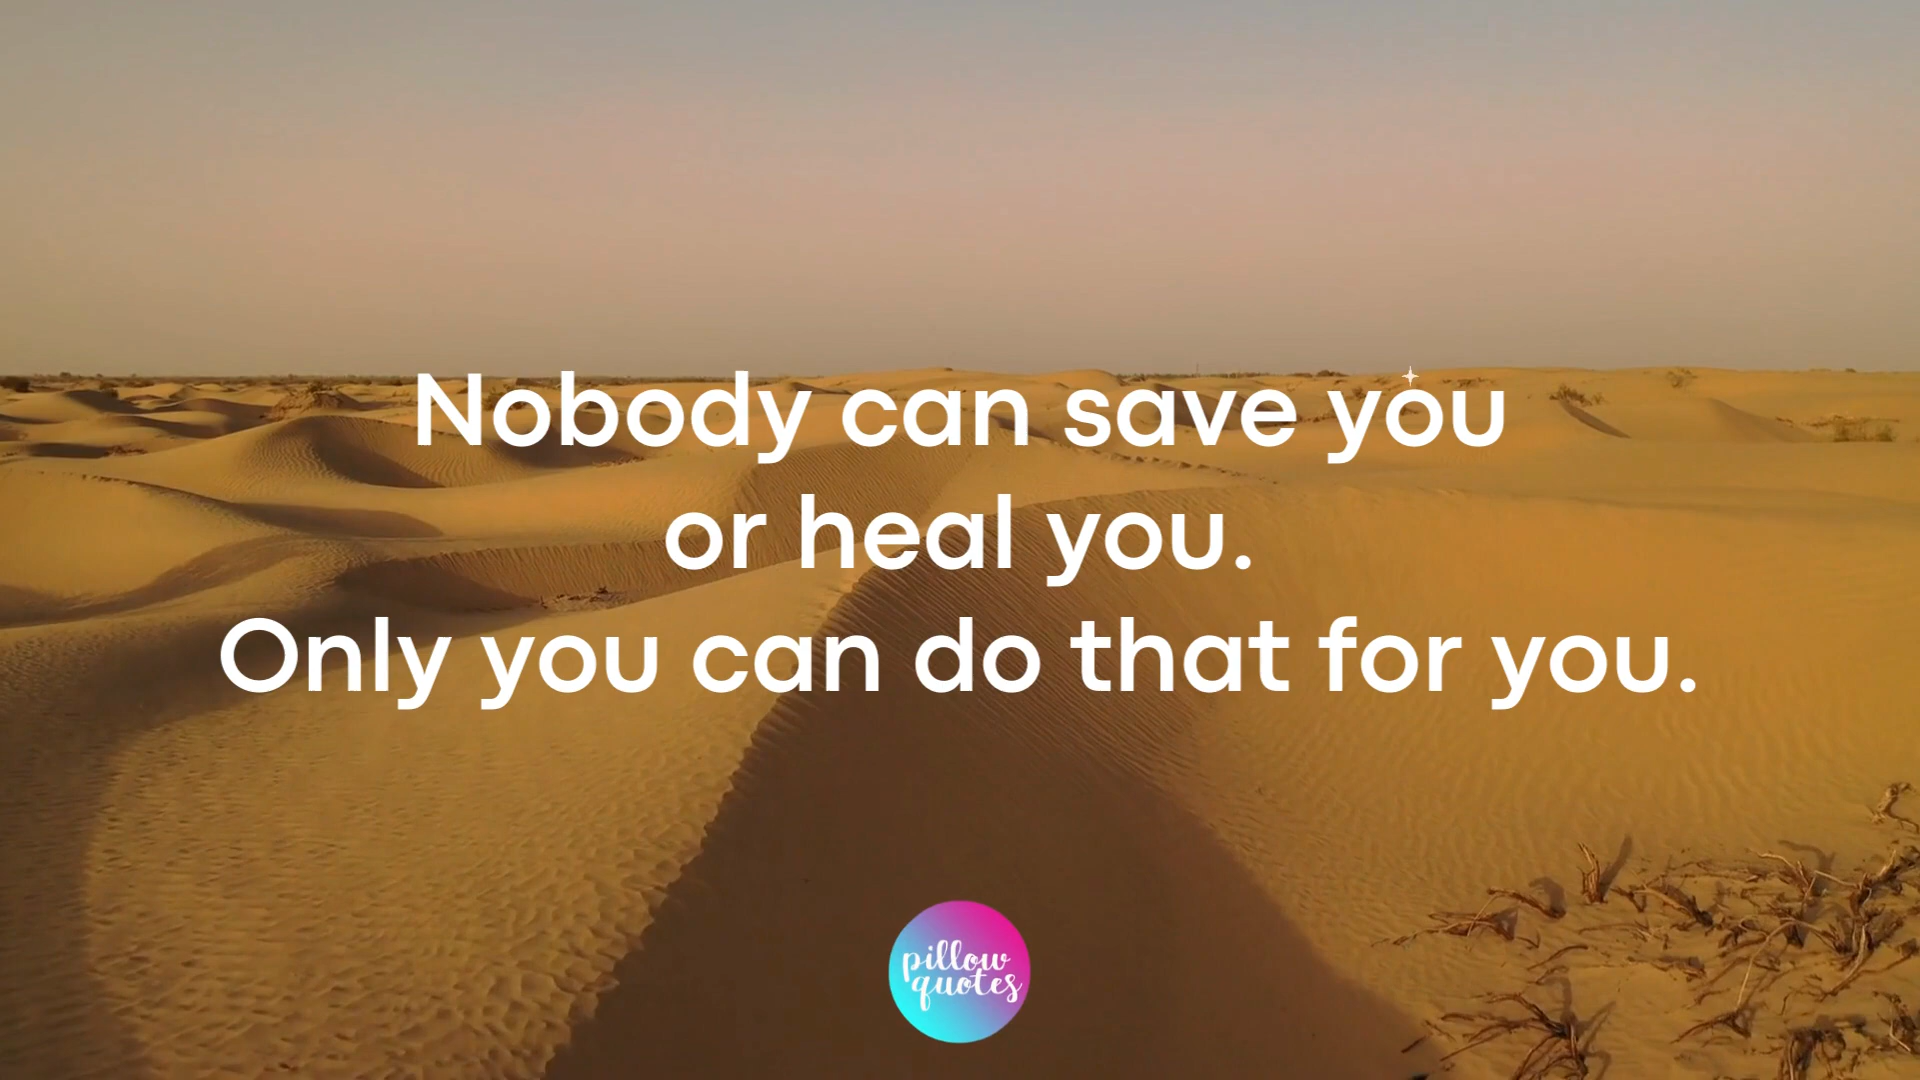 Nobody can save you
or heal you.
Only you can do that for you.
pillow
quotes